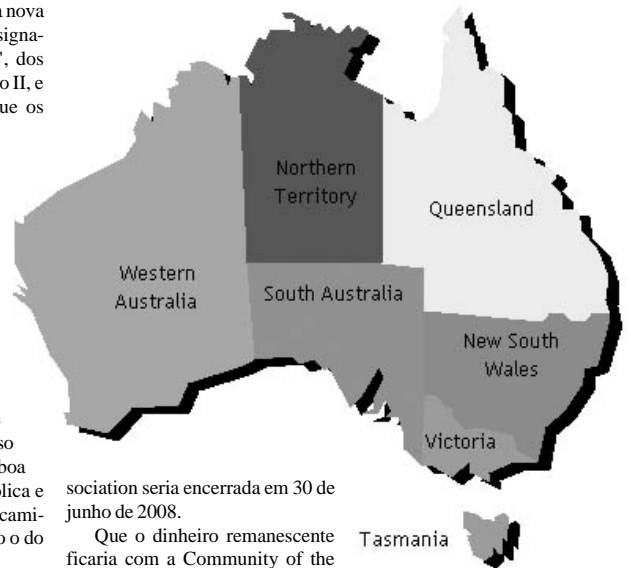 a nova
signa-
', dos
o II, e
ue os
Northern
Territory
Queensland
Western
Australia
South Australia
New South
Wales
Victoria
Tasmania
so
boa
lica e
cami-
o o do
sociation seria encerrada em 30 de
junho de 2008.
Que o dinheiro remanescente
ficaria com a Community of the